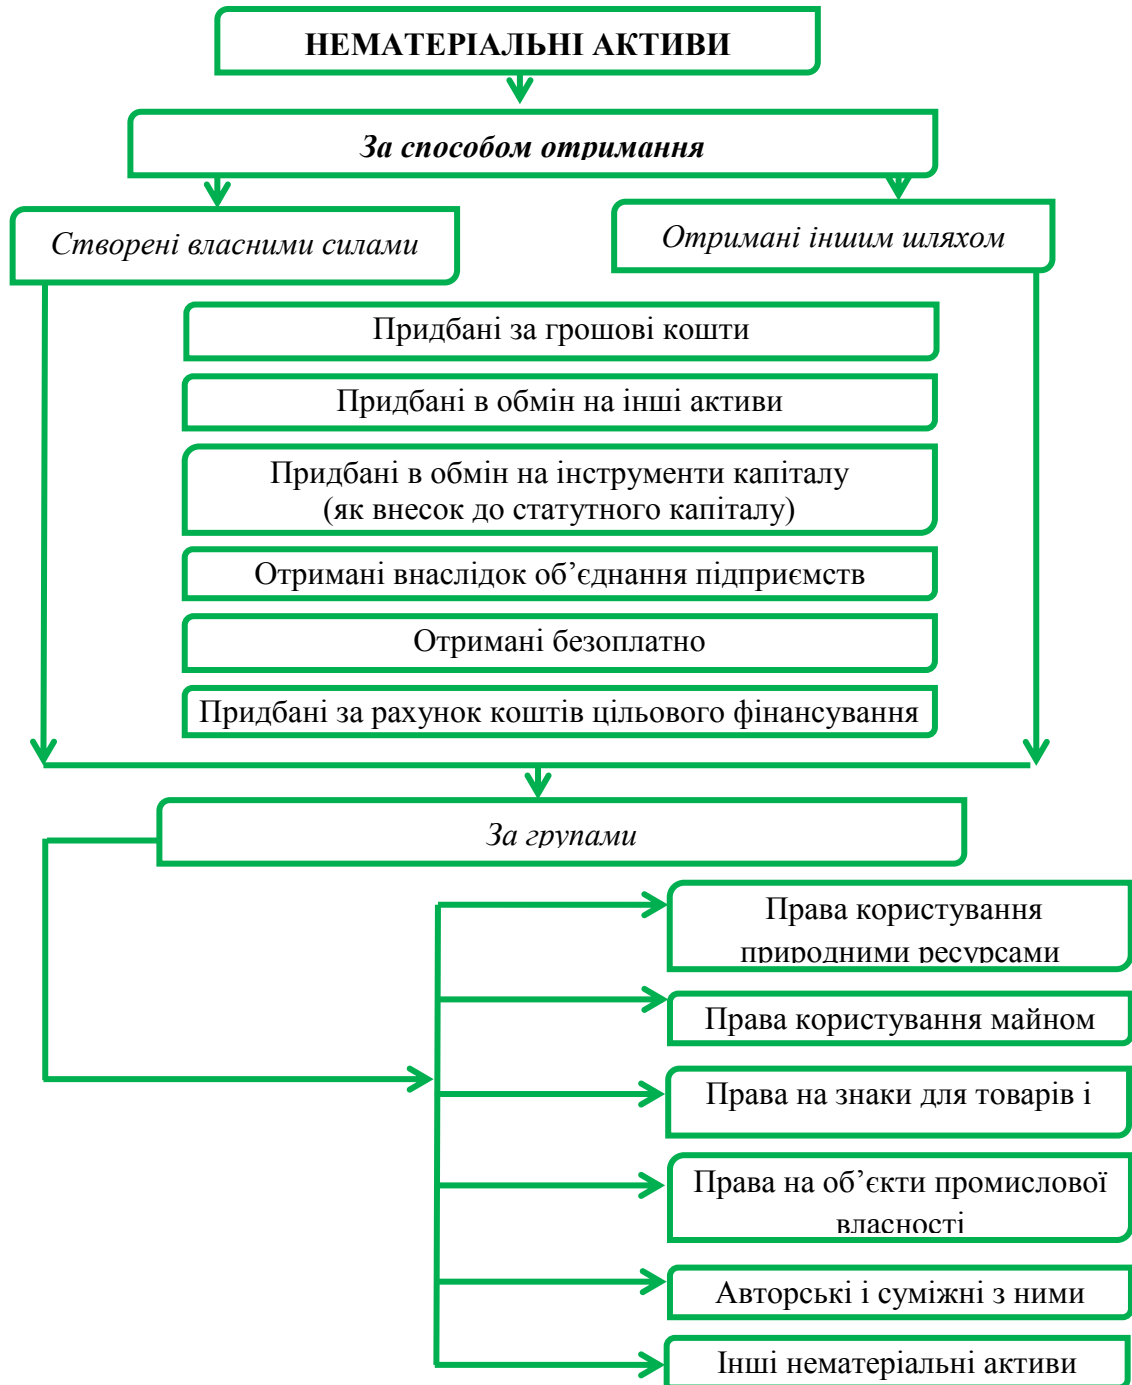 НЕМАТЕРІАЛЬНІ АКТИВИ
За способом отримання
Створені власними силами
Отримані іншим шляхом
Придбані за грошові кошти
Придбані в обмін на інші активи
Придбані в обмін на інструменти капіталу
(як внесок до статутного капіталу)
Отримані внаслідок об’єднання підприємств
Отримані безоплатно
Придбані за рахунок коштів цільового фінансування
За групами
Права користування
природними ресурсами
Права користування майном
Права на знаки для товарів і
Права на об’єкти промислової
власності
Авторські і суміжні з ними
Інші нематеріальні активи